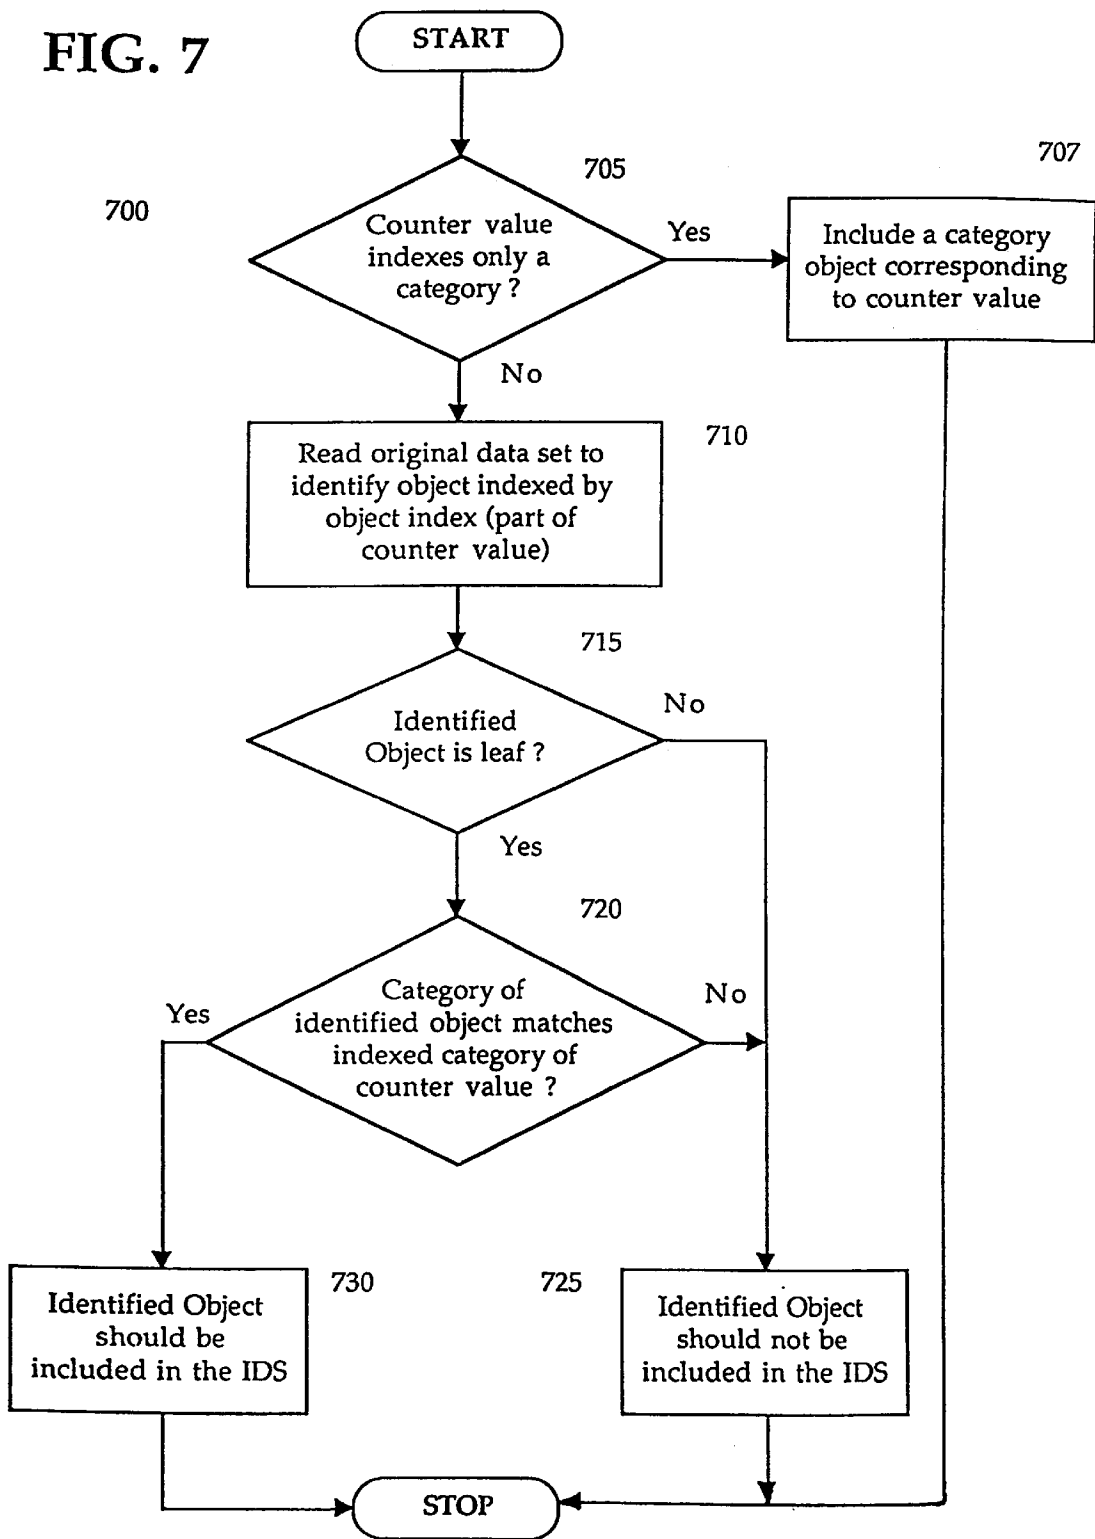 FIG. 7
START
700
705
707
Counter value
indexes only a
category ?
Yes
Include a category
object corresponding
to counter value
No
710
Read original data set to
identify object indexed by
object index (part of
counter value)
715
Identified
Object is leaf ?
No
Yes
720
Category of
identified object matches
indexed category of
counter value ?
Yes
No
730
725
Identified Object
should be
included in the IDS
Identified Object
should not be
included in the IDS
STOP